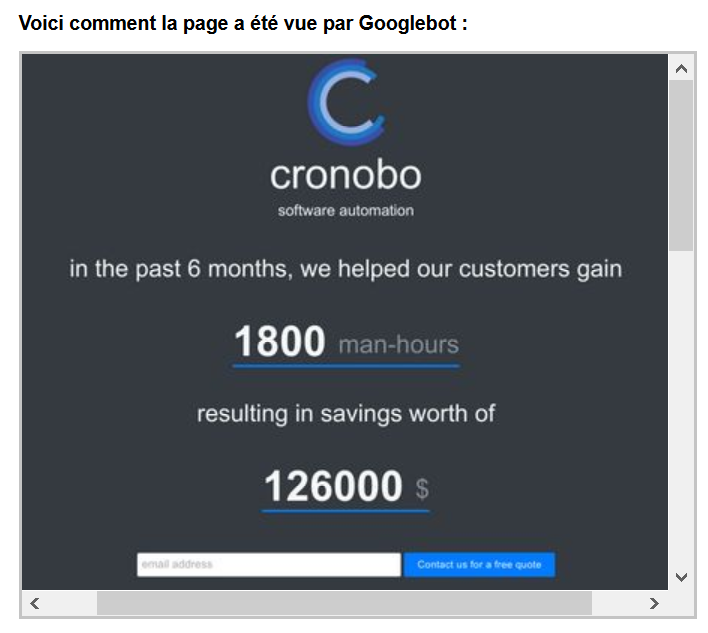 Voici comment la page a été vue par Googlebot :
cronobo
software automation
in the past 6 months, we helped our customers gain
1800 man-hours
resulting in savings worth of
126000 $
email address Contact us for a free quote